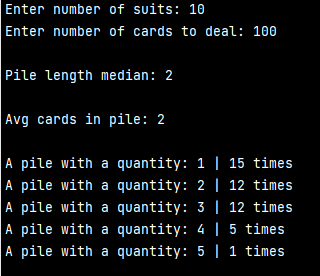 Enter number of suits: 10
Enter number of cards to deal: 100
Pile length median: 2
Avg cards in pile: 2
A pile with a quantity: 1 | 15 times
A pile with a quantity: 2 | 12 times
A pile with a quantity: 3 | 12 times
A pile with a quantity: 4 | 5 times
A pile with a quantity: 5 | 1 times